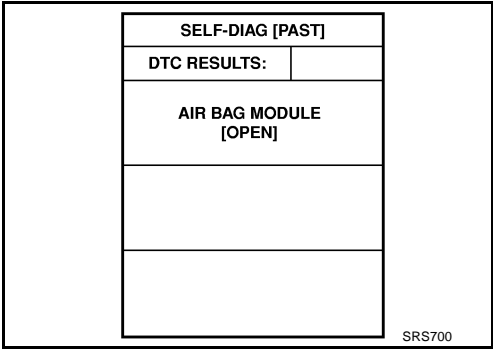 SELF-DIAG [PAST]
DTC RESULTS:
AIR BAG MODULE
[OPEN]
SRS700